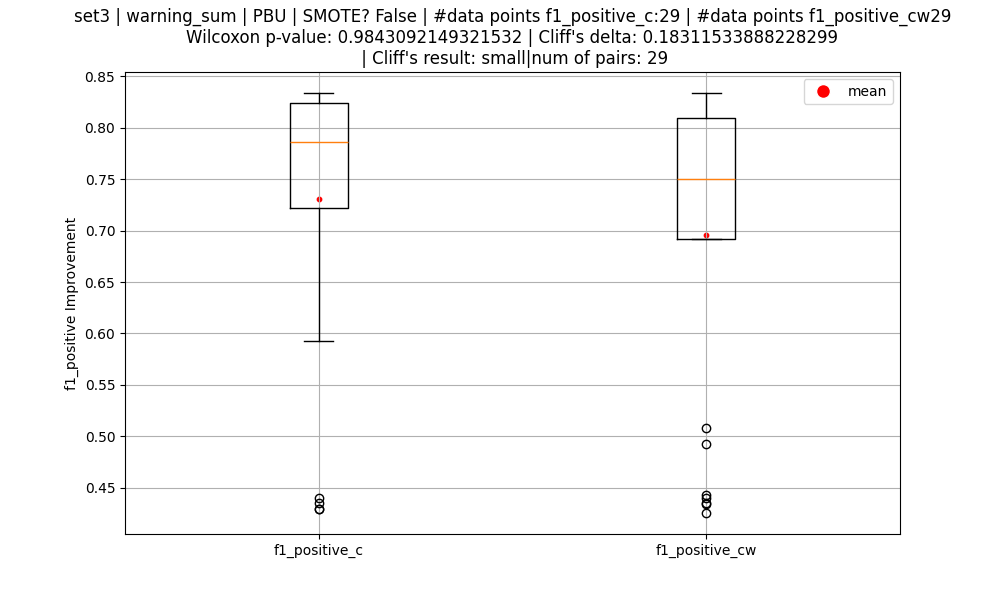 set3 | warning_sum | PBU | SMOTE? False | #data points f1_positive_c:29 | #data points f1_positive_cw29
Wilcoxon p-value: 0.9843092149321532 | Cliff's delta: 0.18311533888228299
| Cliff's result: small|num of pairs: 29
mean
0.85
0.80
0.75
0.70
0.65
0.60
0.55
0.50
0.45
f1_positive Improvement
f1_positive_c
f1_positive_cw